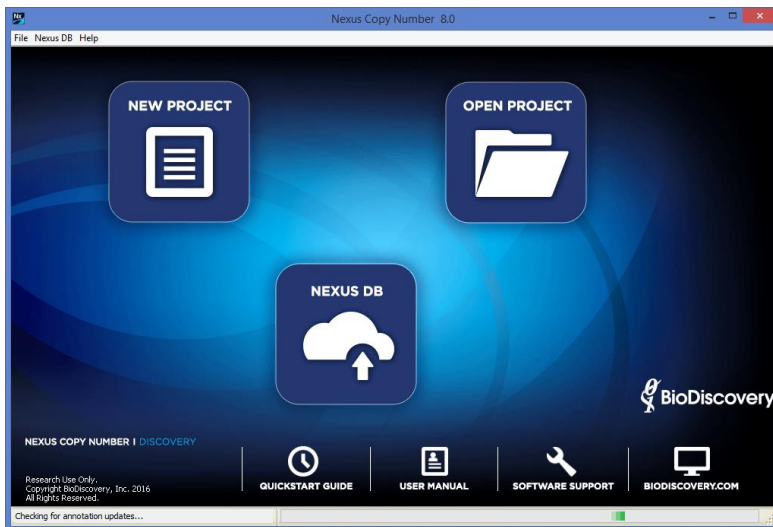 Nx
Nexus Copy Number 8.0
File Nexus DB Help
NEW PROJECT
OPEN PROJECT
NEXUS DB
BioDiscovery
NEXUS COPY NUMBER | DISCOVERY
Research Use Only.
Copyright BioDiscovery, Inc. 2016
All Rights Reserved.
QUICKSTART GUIDE
USER MANUAL
SOFTWARE SUPPORT
BIODISCOVERY.COM
Checking for annotation updates...